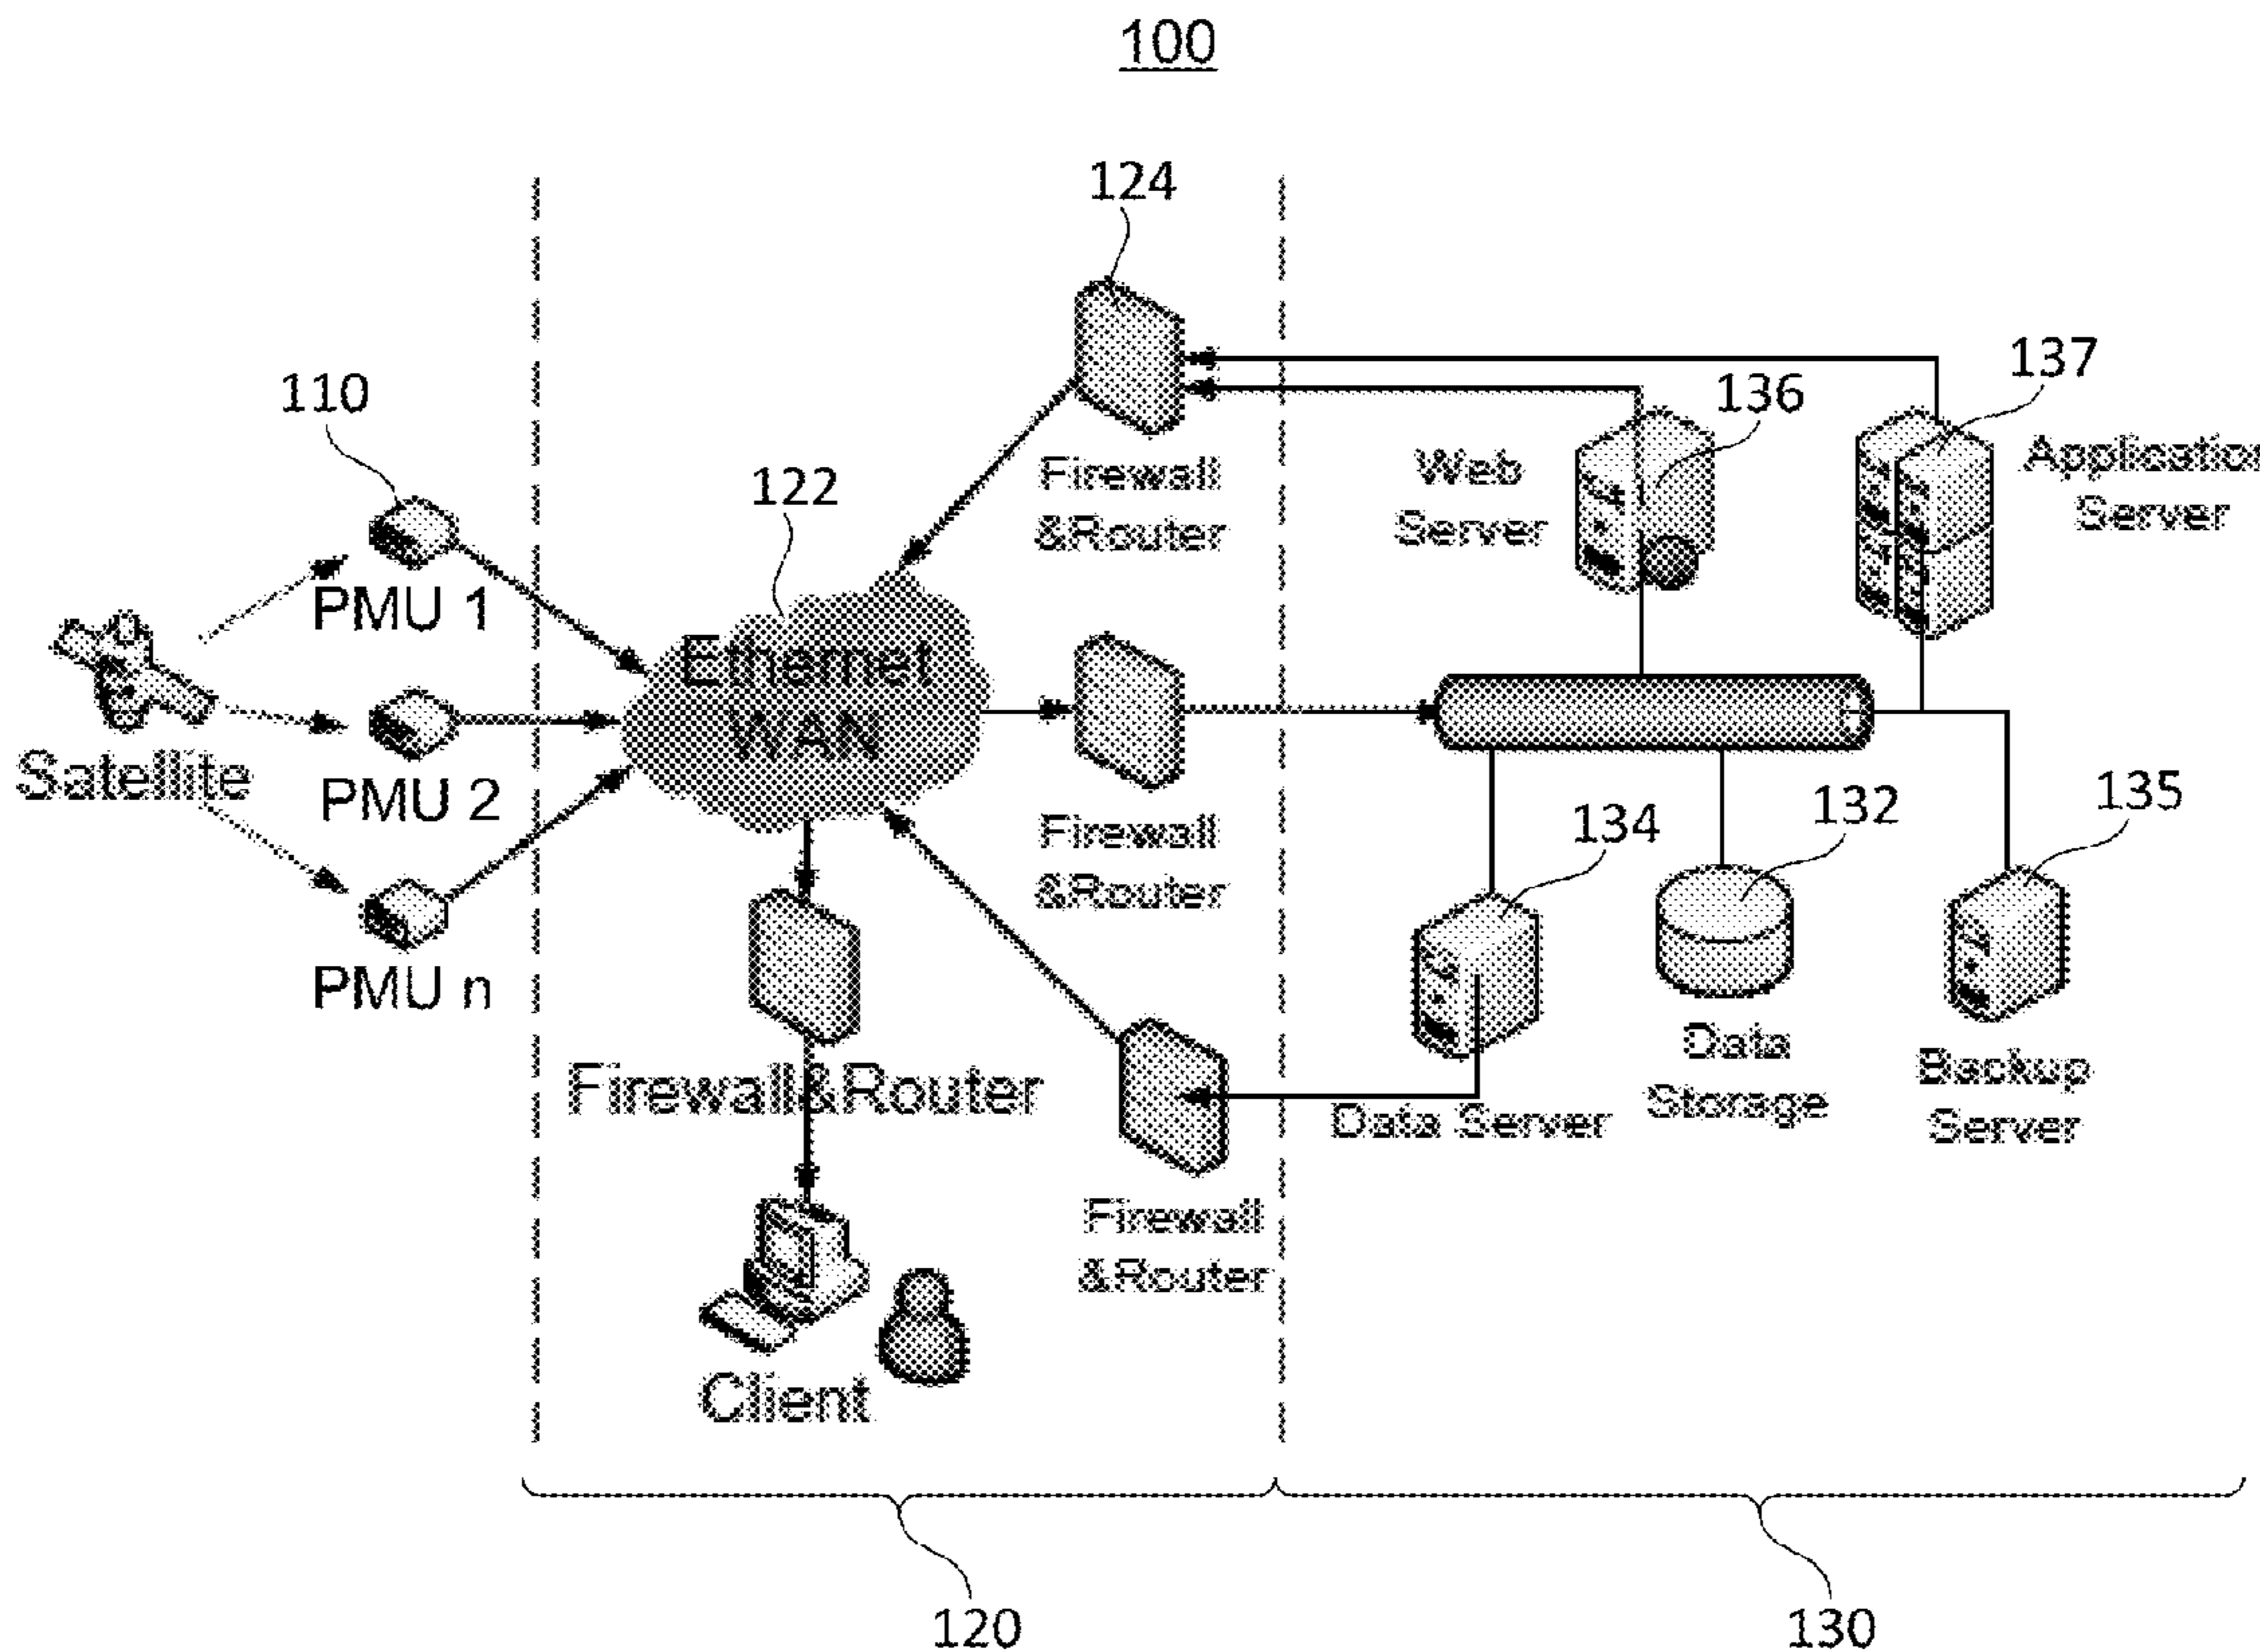 100
124
137
110
136
Application
Server
122
Firewall
&Router
Web
Server
PMU 1
Ethernet
WAN
Satellite
PMU 2
Firewall
&Router
134
132
135
PMU n
Data
Storage
Backup
Server
Firewall&Router
Data Server
Firewall
&Router
Client
120
130